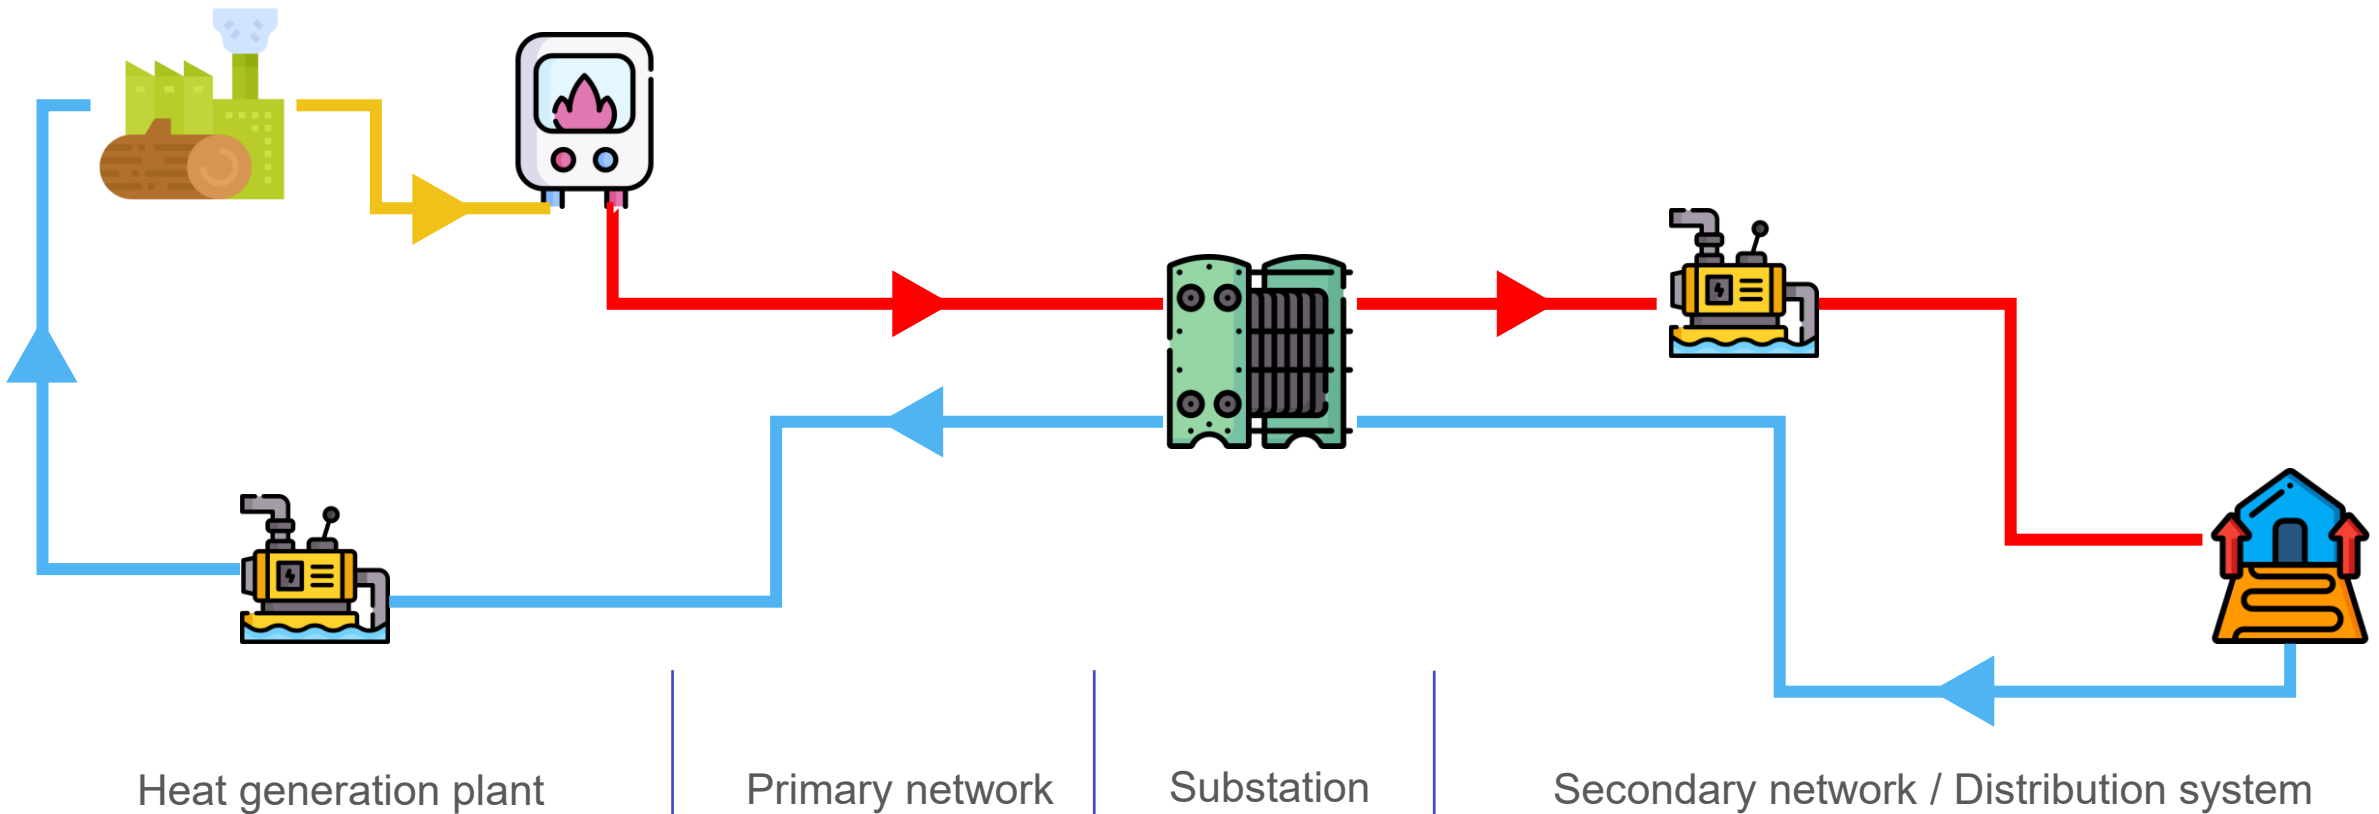 Heat generation plant
Primary network
Substation
Secondary network / Distribution system